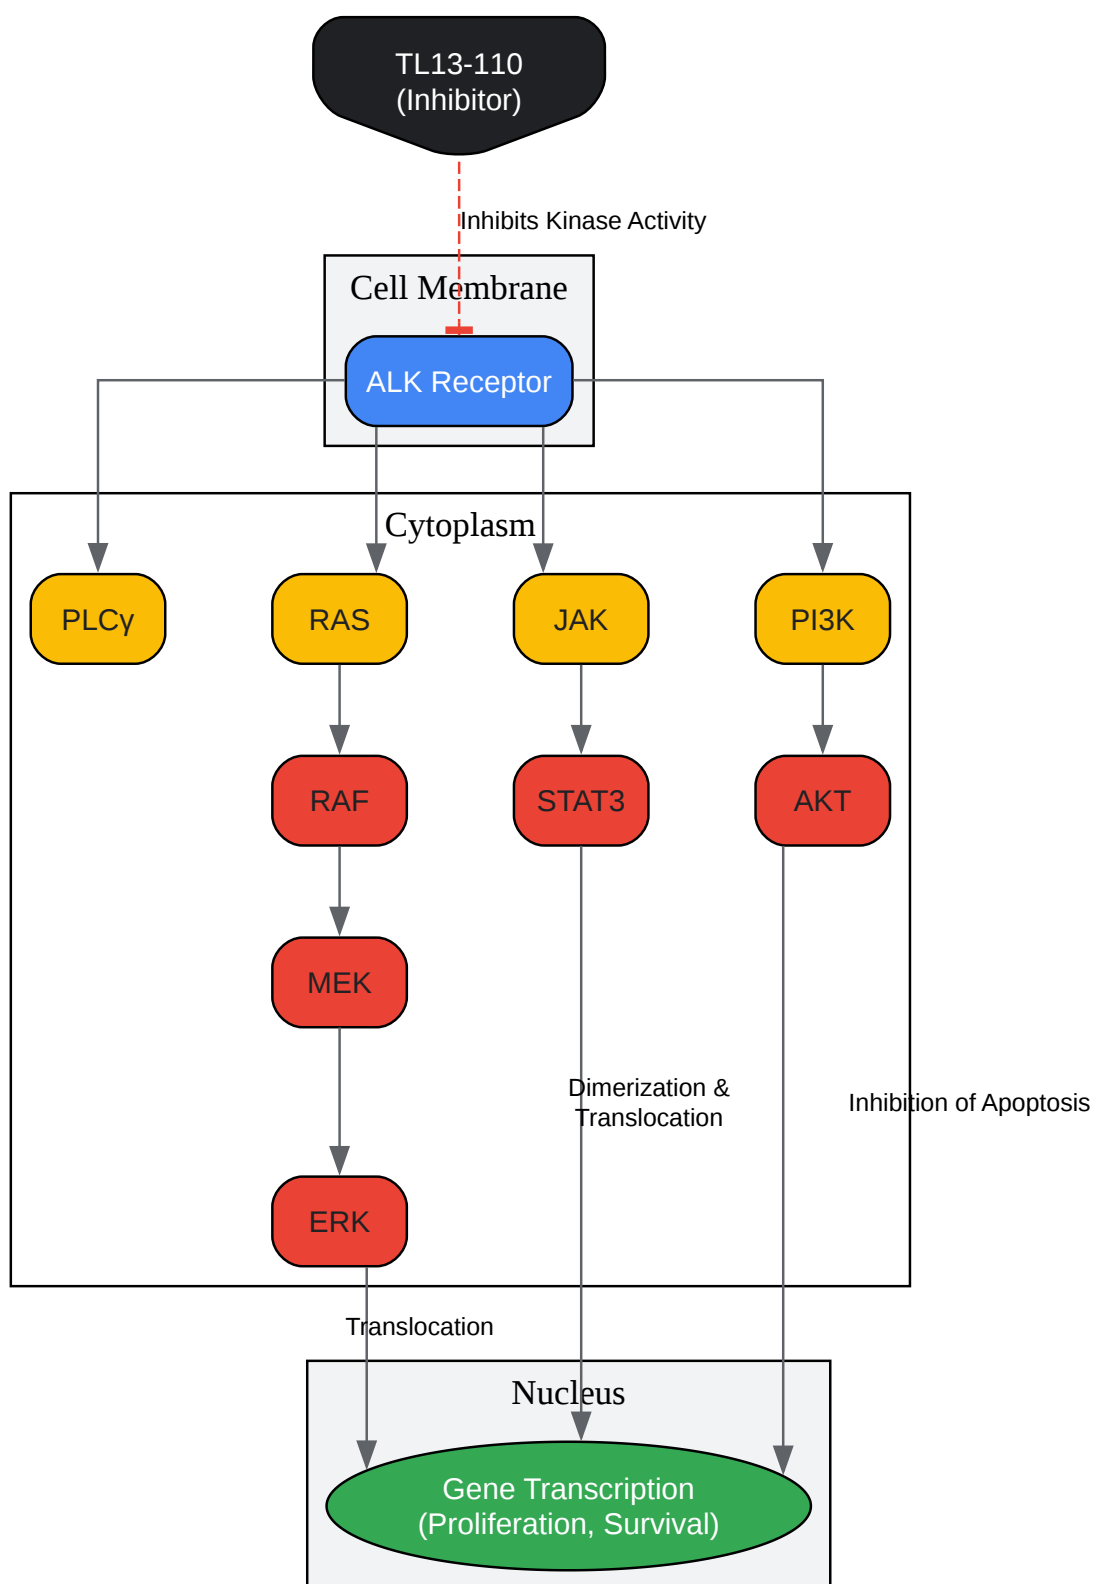 TL13-110
(Inhibitor)
Inhibits Kinase Activity
Cell Membrane
ALK Receptor
Cytoplasm
PLCγ
RAS
JAK
PI3K
RAF
STAT3
AKT
MEK
Dimerization &
Translocation
Inhibition of Apoptosis
ERK
Translocation
Nucleus
Gene Transcription
(Proliferation, Survival)